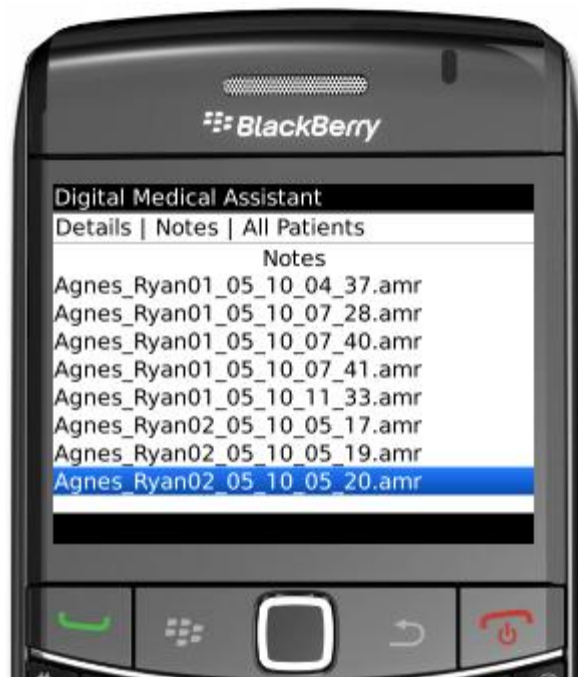 BlackBerry
Digital Medical Assistant
Details | Notes | All Patients
Notes
Agnes_Ryan01_05_10_04_37.amr
Agnes_Ryan01_05_10_07_28.amr
Agnes_Ryan01_05_10_07_40.amr
Agnes_Ryan01_05_10_07_41.amr
Agnes_Ryan01_05_10_11_33.amr
Agnes_Ryan02_05_10_05_17.amr
Agnes_Ryan02_05_10_05_19.amr
Agnes_Ryan02_05_10_05_20.amr